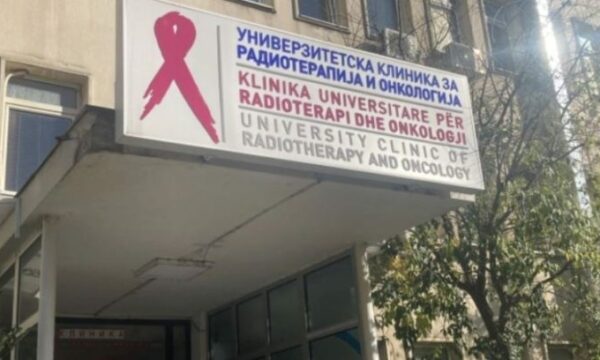 УНИВЕРЗИТЕТСКА КЛИНИКА ЗА
РАДИОТЕРАПИЈА И ОНКОЛОГИЈА
KLINIKA UNIVERSITARE PËR
RADIOTERAPI DHE ONKOLOGJI
UNIVERSITY CLINIC OF
RADIOTHERAPY AND ONCOLOGY